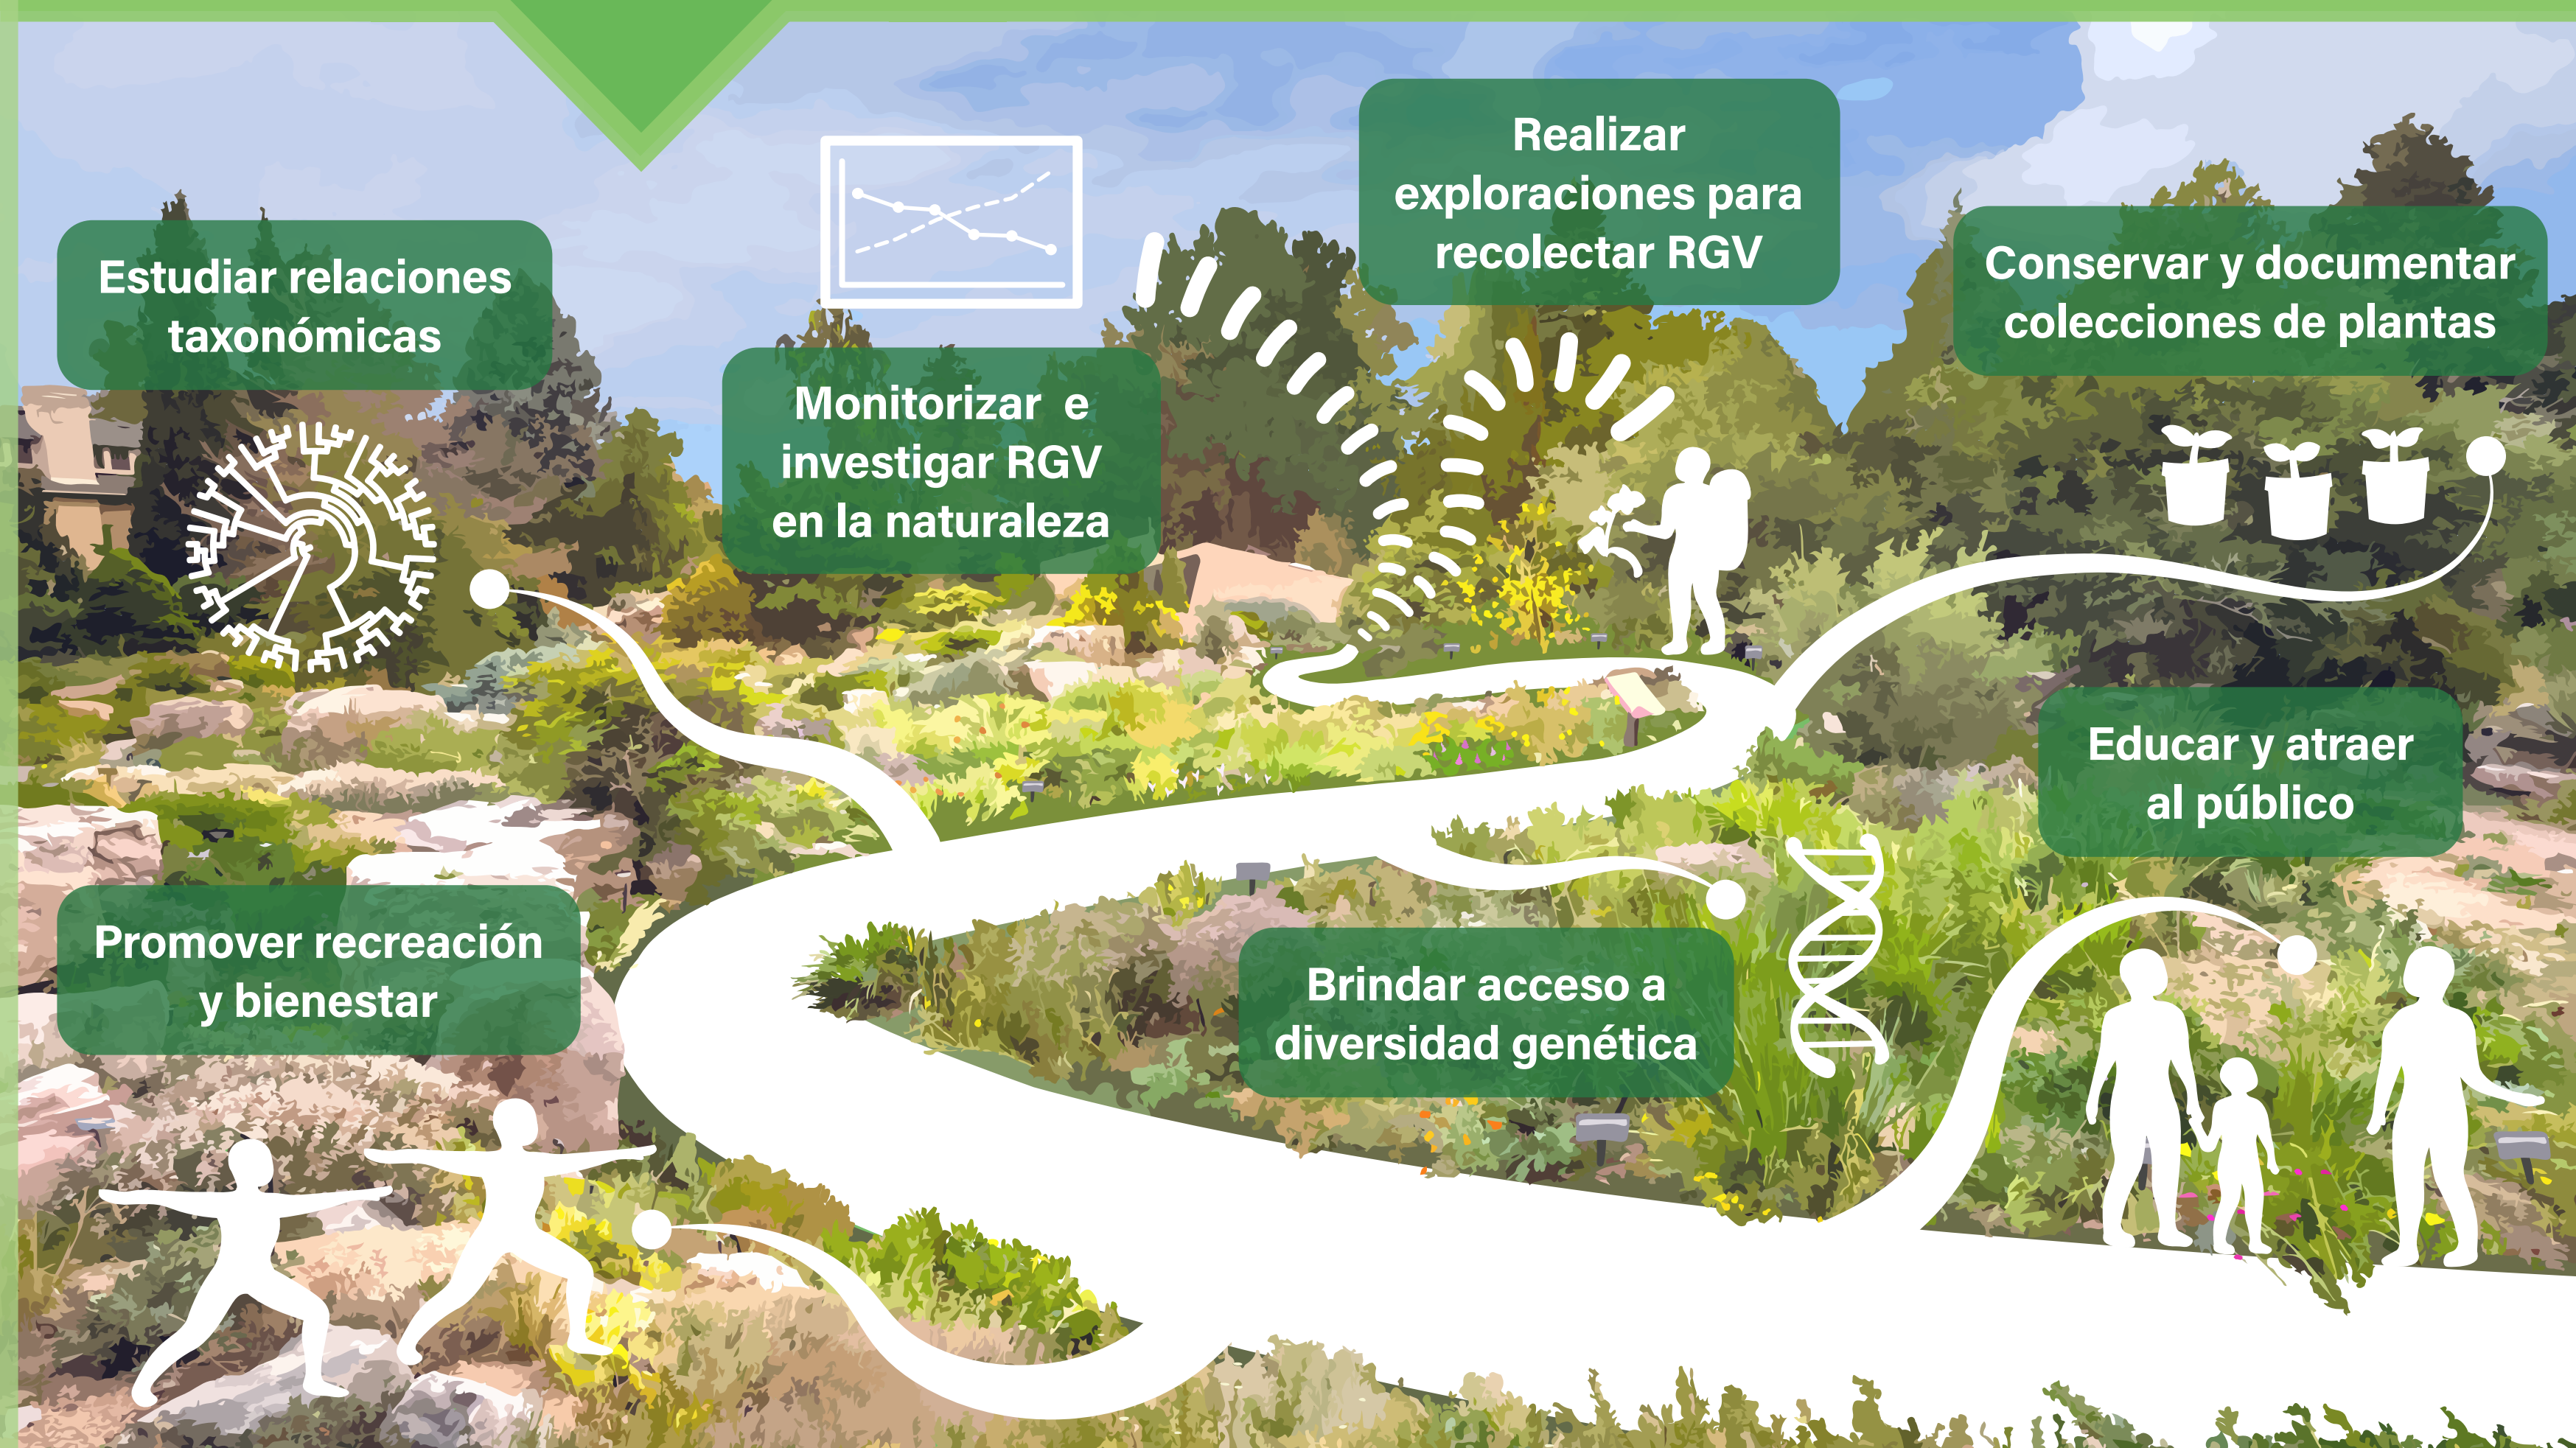 Estudiar relaciones
taxonómicas
Monitorizar e
investigar RGV
en la naturaleza
Realizar
exploraciones para
recolectar RGV
Conservar y documentar
colecciones de plantas
Educar y atraer
al público
Promover recreación
y bienestar
Brindar acceso a
diversidad genética